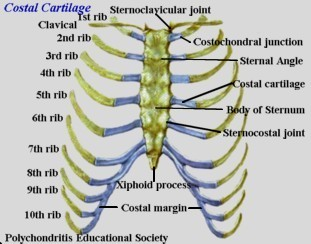 Costal Cartilage
Sternoclavicular joint
1st rib
Clavical
2nd rib
Costochondral junction
3rd rib
Sternal Angle
4th rib
Costal cartilage
5th rib
Body of Sternum
6th rib
Sternocostal joint
7th rib
8th rib
Xiphoid process
9th rib
Costal margin
10th rib
Polychondritis Educational Society